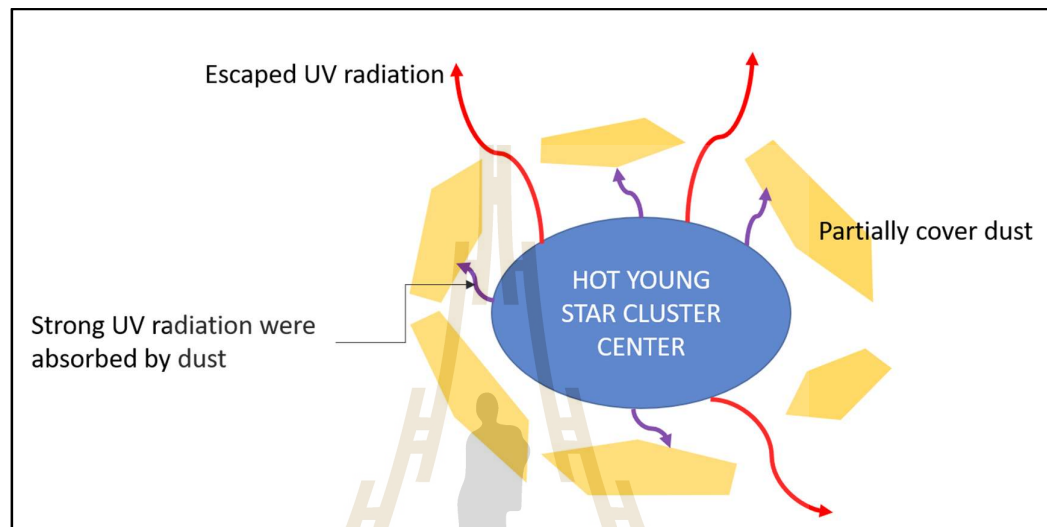 Escaped UV radiation
Partially cover dust
HOT YOUNG
STAR CLUSTER
CENTER
Strong UV radiation were
absorbed by dust